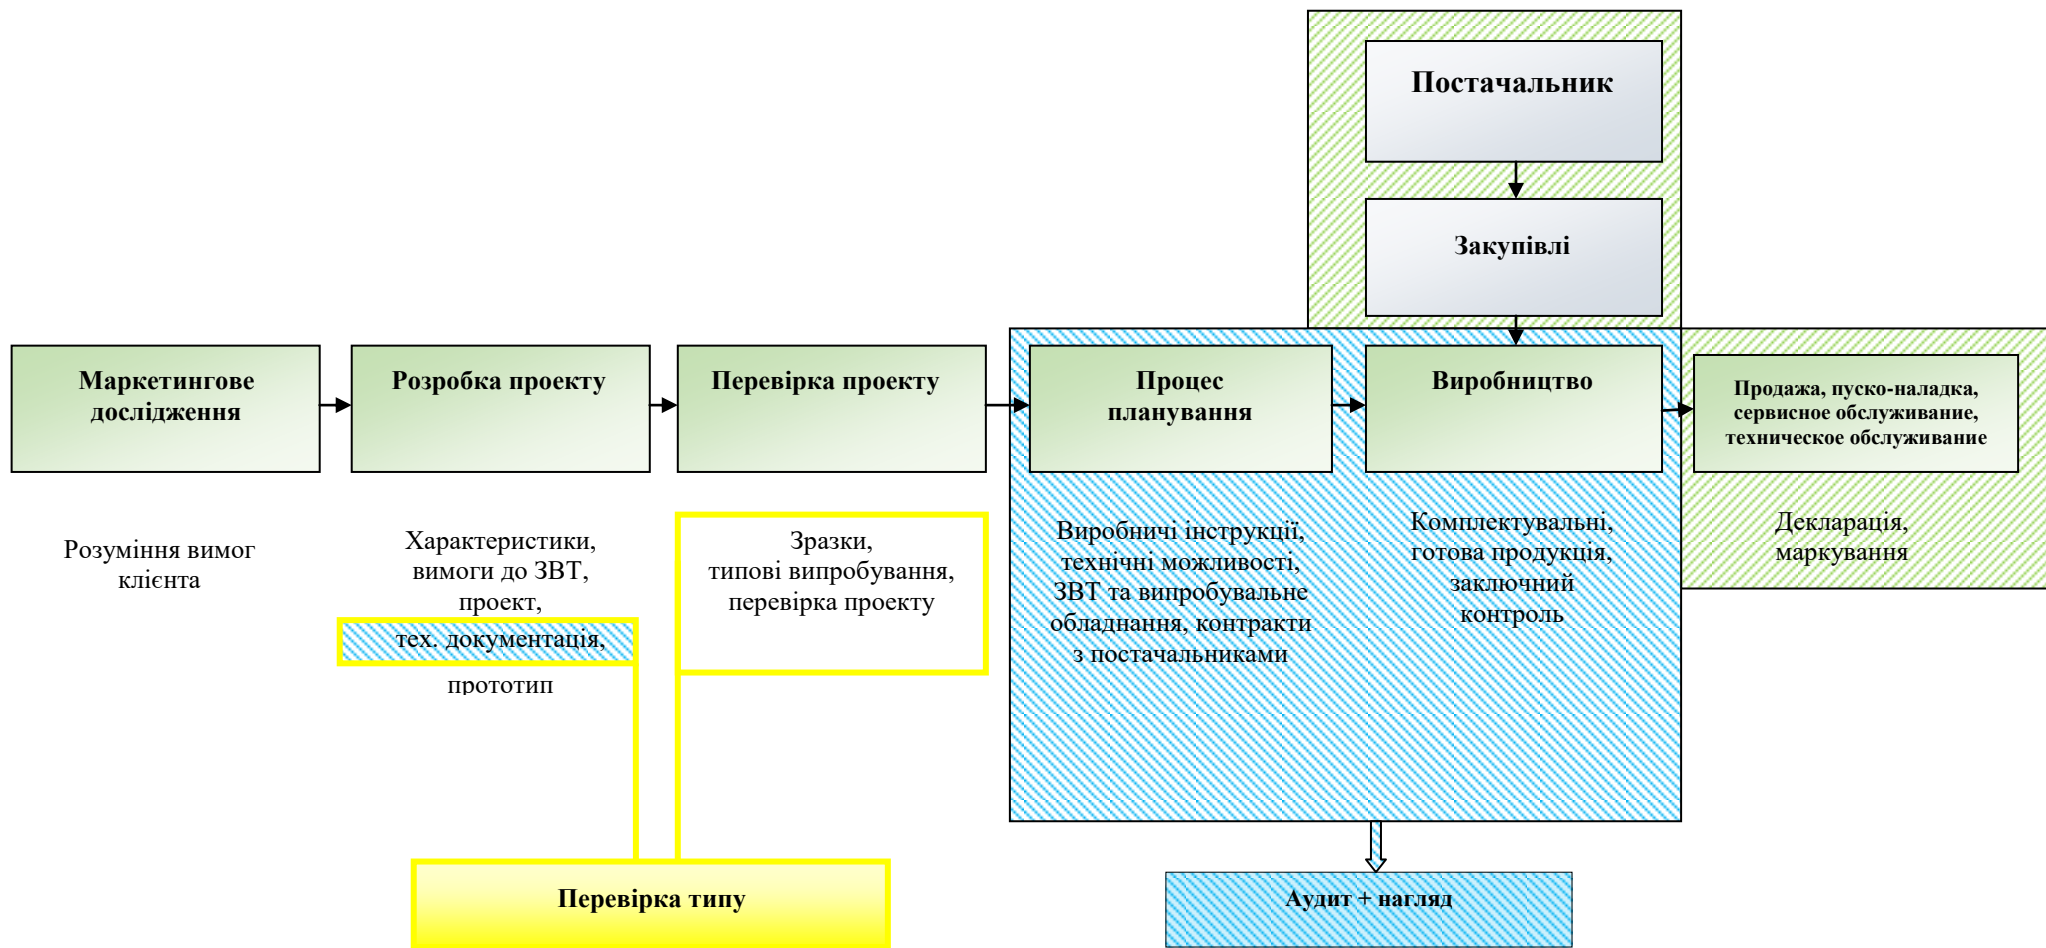 Постачальник
Закупівлі
Маркетингове
дослідження
Розробка проекту
Перевірка проекту
Процес
планування
Виробництво
Продажа, пуско-наладка,
сервисное обслуживание,
техническое обслуживание
Розуміння вимог
клієнта
Характеристики,
вимоги до ЗВТ,
проект,
тех. документація,
прототип
Зразки,
типові випробування,
перевірка проекту
Виробничі інструкції,
технічні можливості,
ЗВТ та випробувальне
обладнання, контракти
з постачальниками
Комплектувальні,
готова продукція,
заключний
контроль
Декларація,
маркування
Перевірка типу
Аудит + нагляд